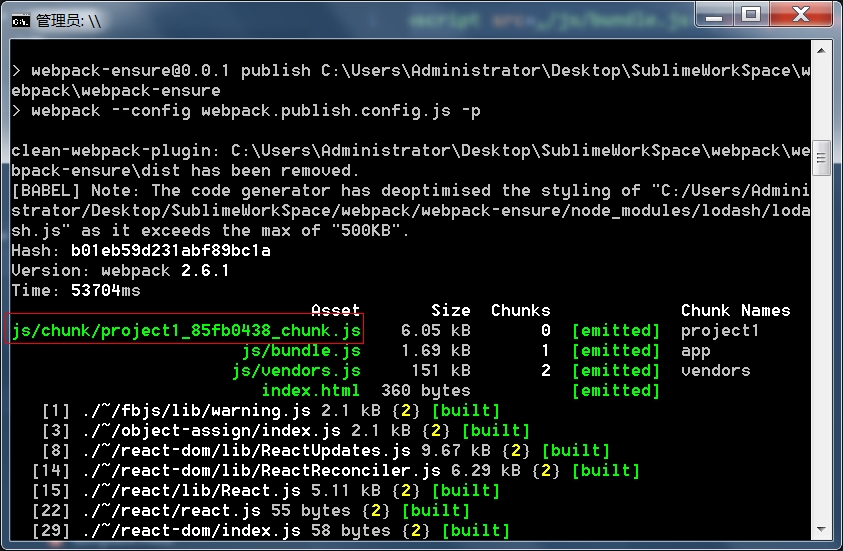 管理员: \\
> webpack-ensure@0.0.1 publish C:\Users\Administrator\Desktop\SublimeWorkSpace\w
ebpack\webpack-ensure
> webpack --config webpack.publish.config.js -p
clean-webpack-plugin: C:\Users\Administrator\Desktop\SublimeWorkSpace\webpack\we
bpack-ensure\dist has been removed.
[BABEL] Note: The code generator has deoptimised the styling of "C:/Users/Admini
strator/Desktop/SublimeWorkSpace/webpack/webpack-ensure/node_modules/lodash/loda
sh.js" as it exceeds the max of "500KB".
Hash: b01eb59d231abf89bc1a
Version: webpack 2.6.1
Time: 53704ms
Asset Size Chunks Chunk Names
js/chunk/project1_85fb0438_chunk.js 6.05 kB 0 [emitted] project1
js/bundle.js 1.69 kB 1 [emitted] app
js/vendors.js 151 kB 2 [emitted] vendors
index.html 360 bytes [emitted]
[1] ./~/fbjs/lib/warning.js 2.1 kB {2} [built]
[3] ./~/object-assign/index.js 2.1 kB {2} [built]
[8] ./~/react-dom/lib/ReactUpdates.js 9.67 kB {2} [built]
[14] ./~/react-dom/lib/ReactReconciler.js 6.29 kB {2} [built]
[15] ./~/react/lib/React.js 5.11 kB {2} [built]
[22] ./~/react/react.js 55 bytes {2} [built]
[29] ./~/react-dom/index.js 58 bytes {2} [built]